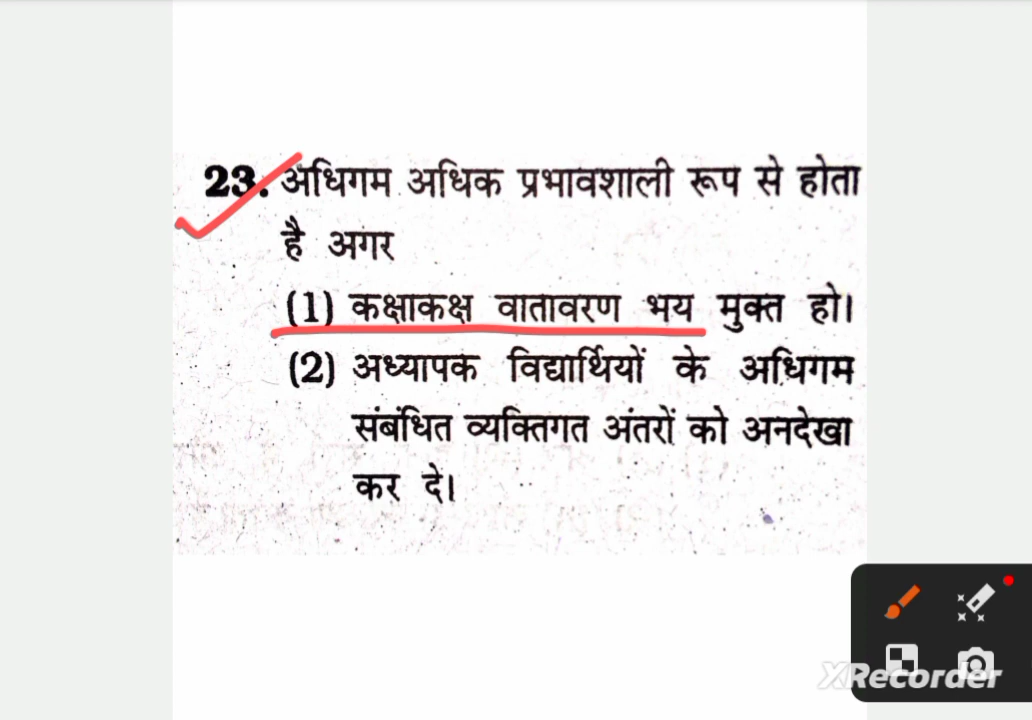 23. अधिगम अधिक प्रभावशाली रूप से होता
है अगर
(1) कक्षाकक्ष वातावरण भय मुक्त हो।
(2) अध्यापक विद्यार्थियों के अधिगम
संबंधित व्यक्तिगत अंतरों को अनदेखा
कर दे।
XRecorder